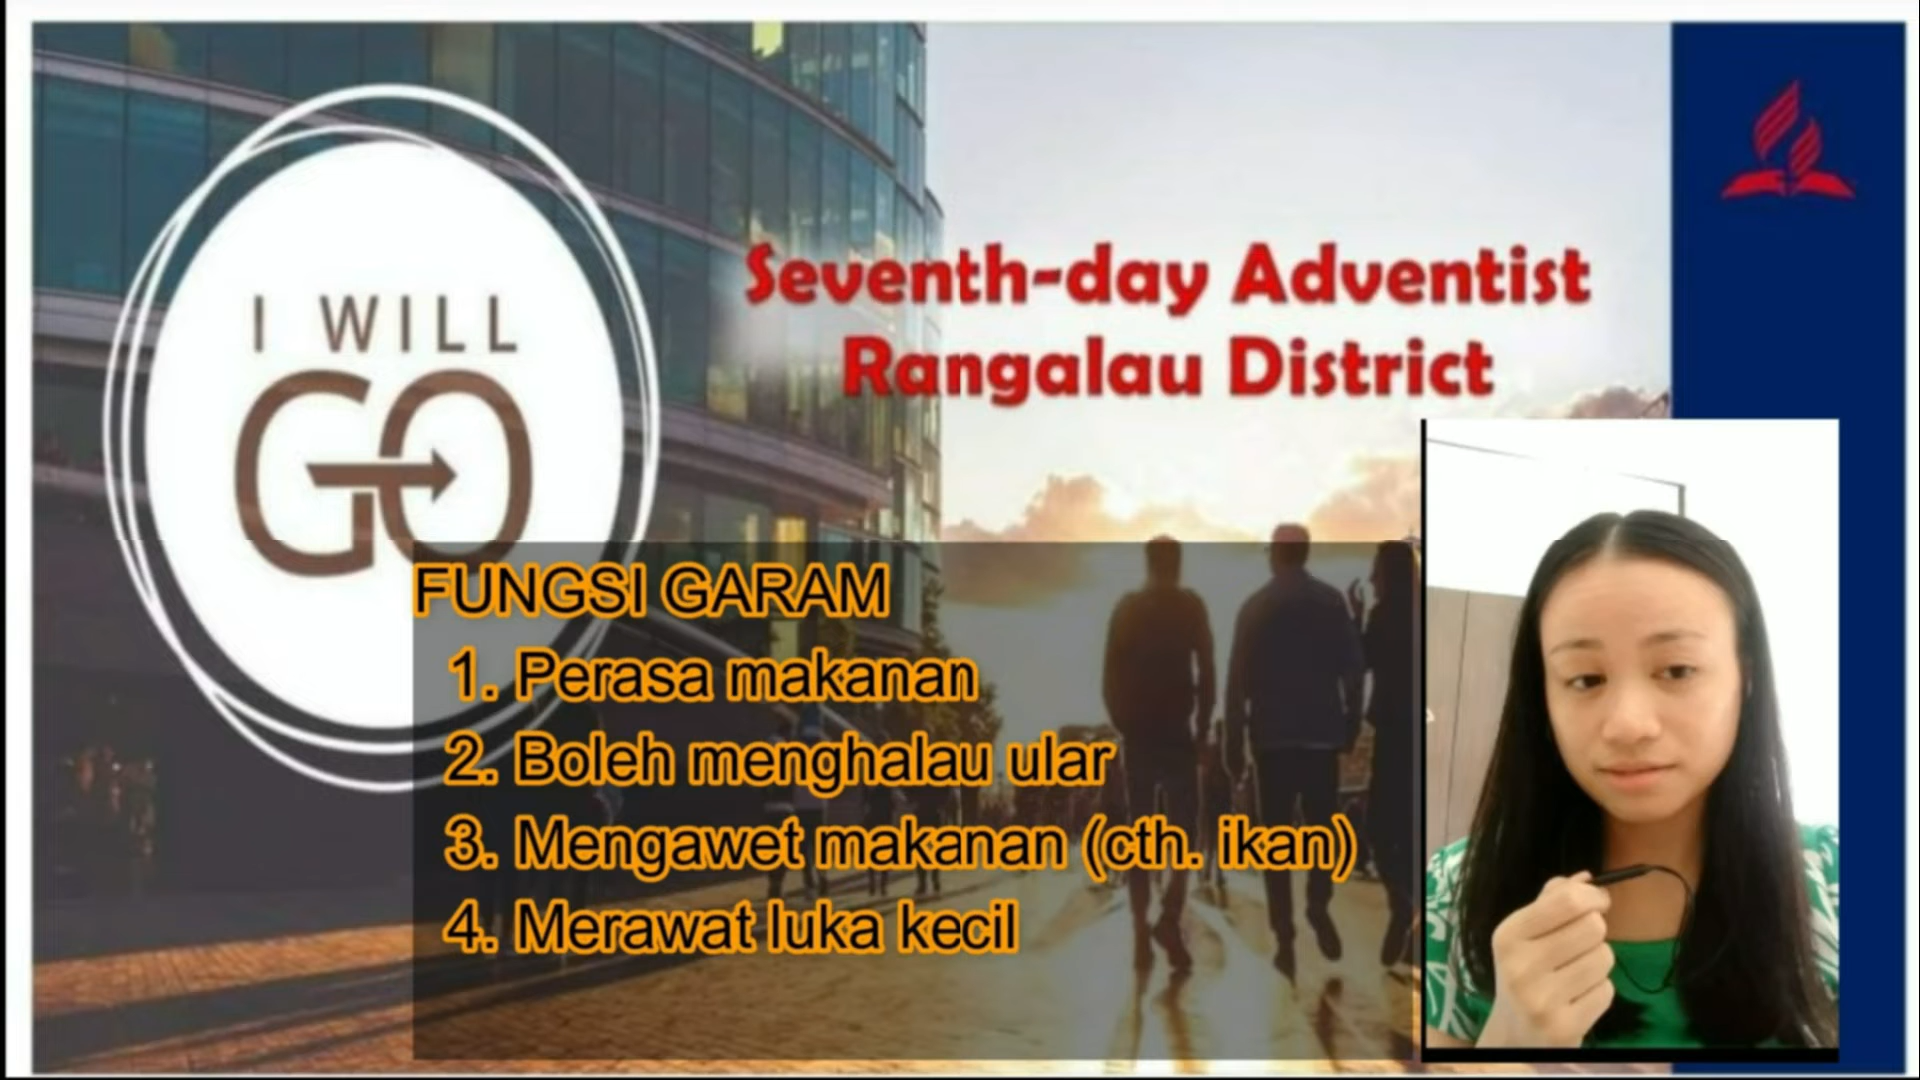 I WILL
GO
Seventh-day Adventist
Rangalau District
FUNGSI GARAM
1. Perasa makanan
2. Boleh menghalau ular
3. Mengawet makanan (cth. ikan)
4. Merawat luka kecil